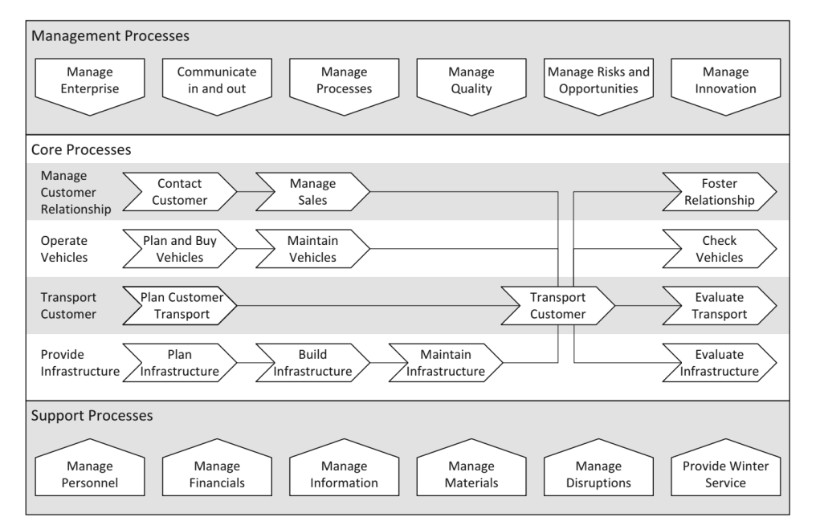 Management Processes
Manage
Enterprise
Communicate
in and out
Manage
Processes
Manage
Quality
Manage Risks and
Opportunities
Manage
Innovation
Core Processes
Manage
Customer
Relationship
Contact
Customer
Manage
Sales
Foster
Relationship
Operate
Vehicles
Plan and Buy
Vehicles
Maintain
Vehicles
Check
Vehicles
Transport
Customer
Plan Customer
Transport
Transport
Customer
Evaluate
Transport
Provide
Infrastructure
Plan
Infrastructure
Build
Infrastructure
Maintain
Infrastructure
Evaluate
Infrastructure
Support Processes
Manage
Personnel
Manage
Financials
Manage
Information
Manage
Materials
Manage
Disruptions
Provide Winter
Service